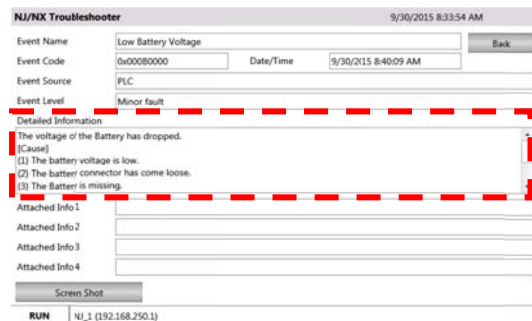 NJ/NX Troubleshooter 9/30/2015 8:33:54 AM
Event Name Low Battery Voltage Back
Event Code 0x000B0000 Date/Time 9/30/2015 8:40:09 AM
Event Source PLC
Event Level Minor fault
Detailed Information
The voltage of the Battery has dropped.
[Cause]
(1) The battery voltage is low.
(2) The battery connector has come loose.
(3) The Battery is missing.
Attached Info1
Attached Info2
Attached Info3
Attached Info4
Screen Shot
RUN NJ_1 (192.168.250.1)